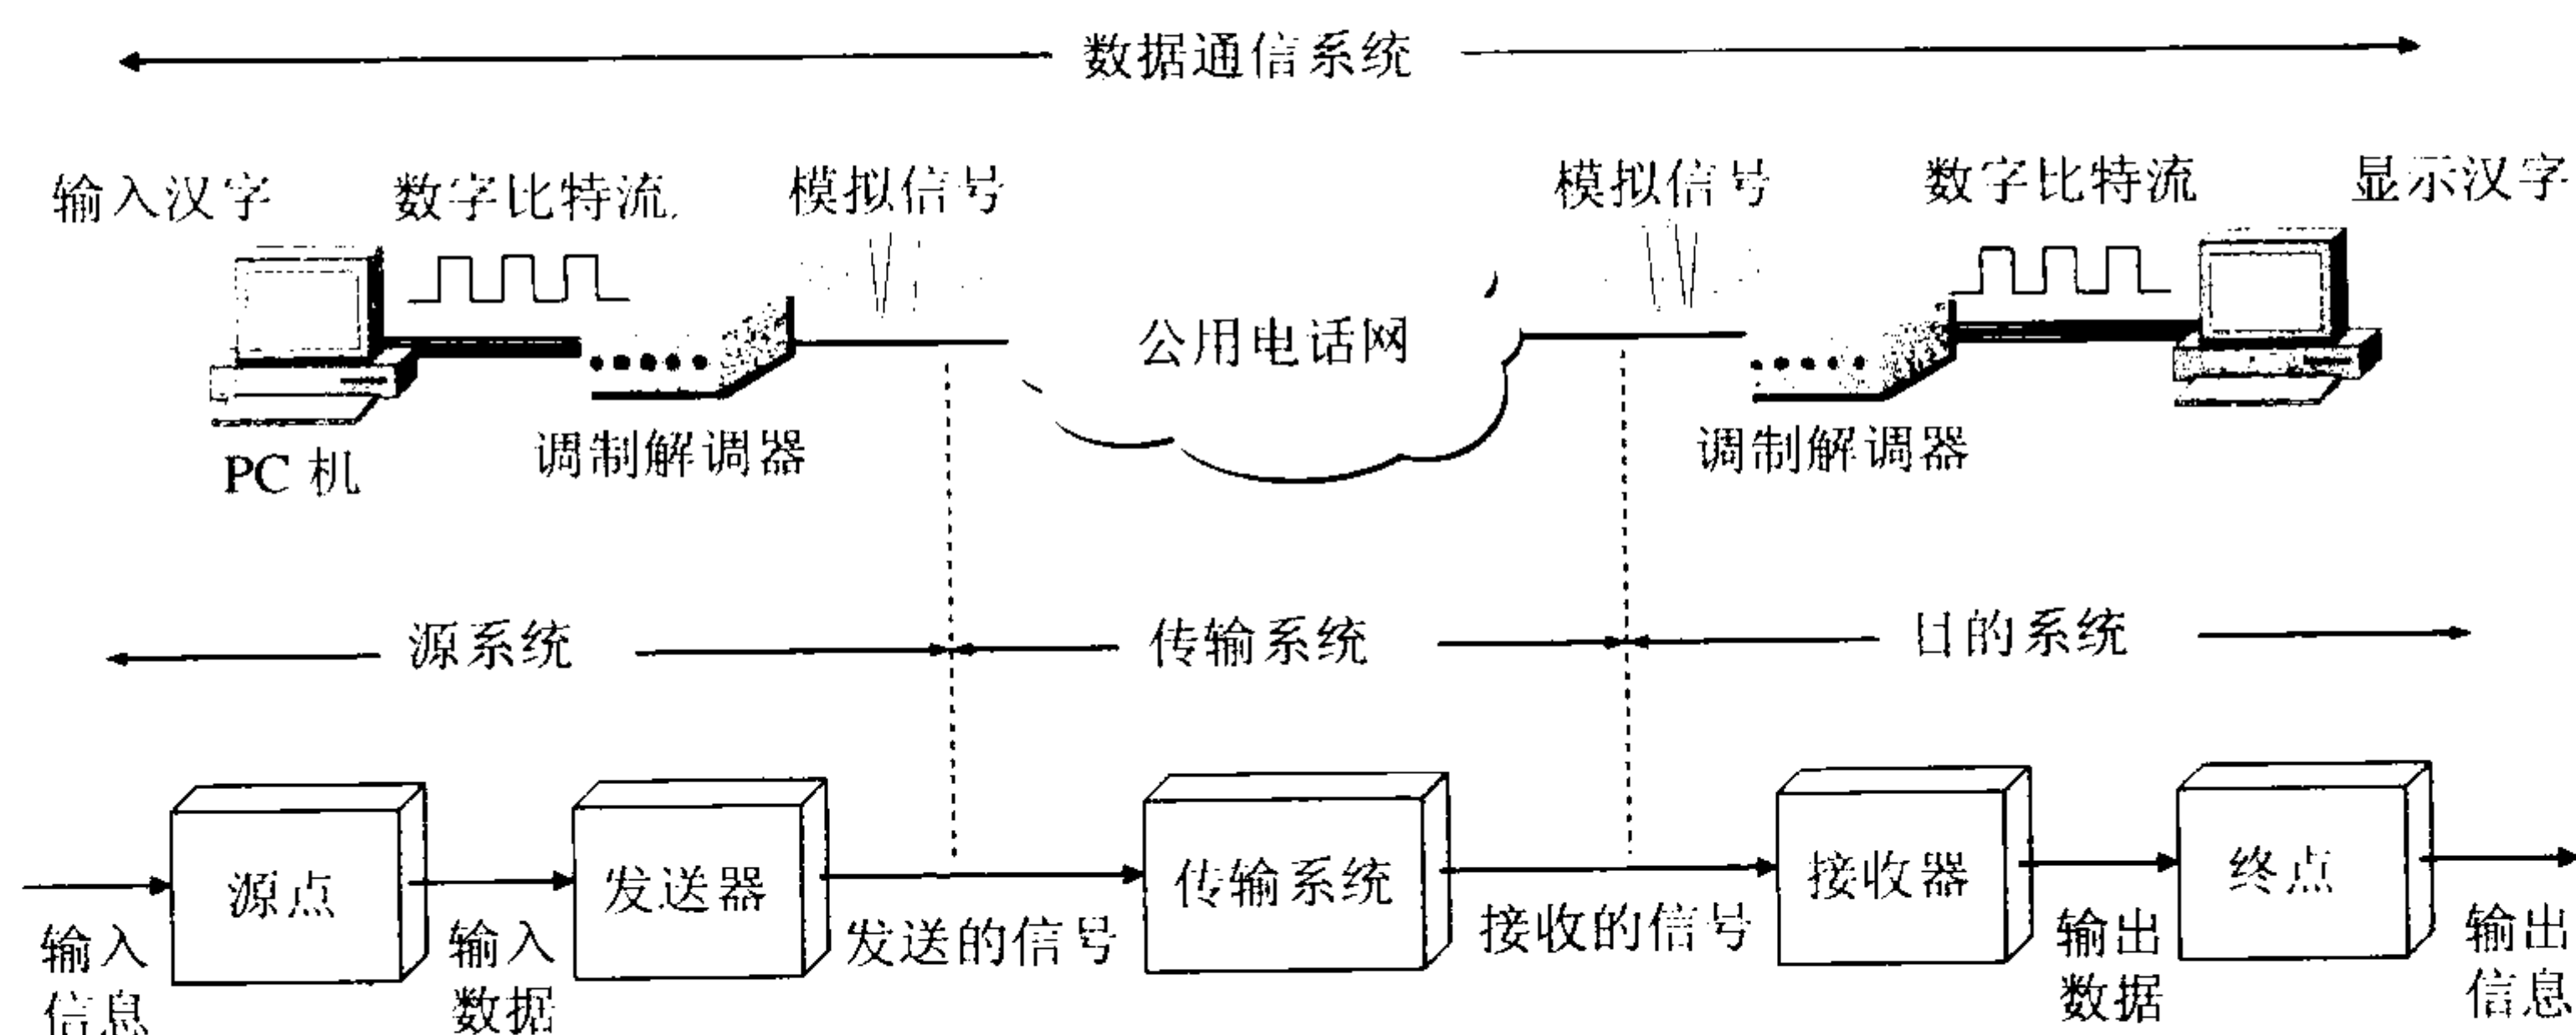 数据通信系统
输入汉字 数字比特流 模拟信号 模拟信号 数字比特流 显示汉字
公用电话网
PC 机 调制解调器 调制解调器
源系统 传输系统 目的系统
源点 发送器 传输系统 接收器 终点
输入 输入 发送的信号 接收的信号 输出 输出
信息 数据 数据 信息